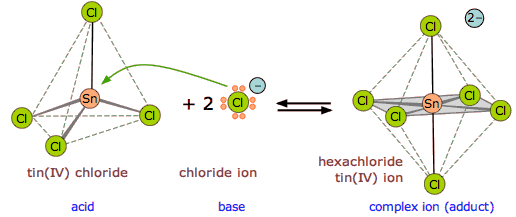 Cl
Sn
Cl
Cl
Cl
+ 2
Cl
−
2−
Cl
Cl
Cl
Sn
Cl
Cl
Cl
tin(IV) chloride
chloride ion
hexachloride
tin(IV) ion
acid
base
complex ion (adduct)